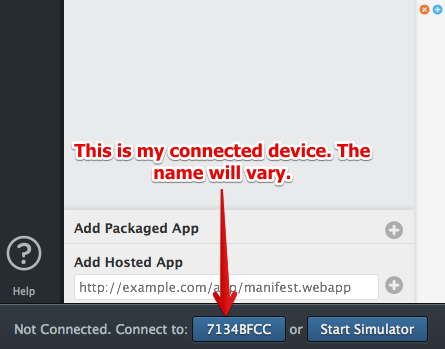 This is my connected device. The
name will vary.
Add Packaged App
Add Hosted App
http://example.com/app/manifest.webapp
Help
Not Connected. Connect to: 7134BFCC or Start Simulator